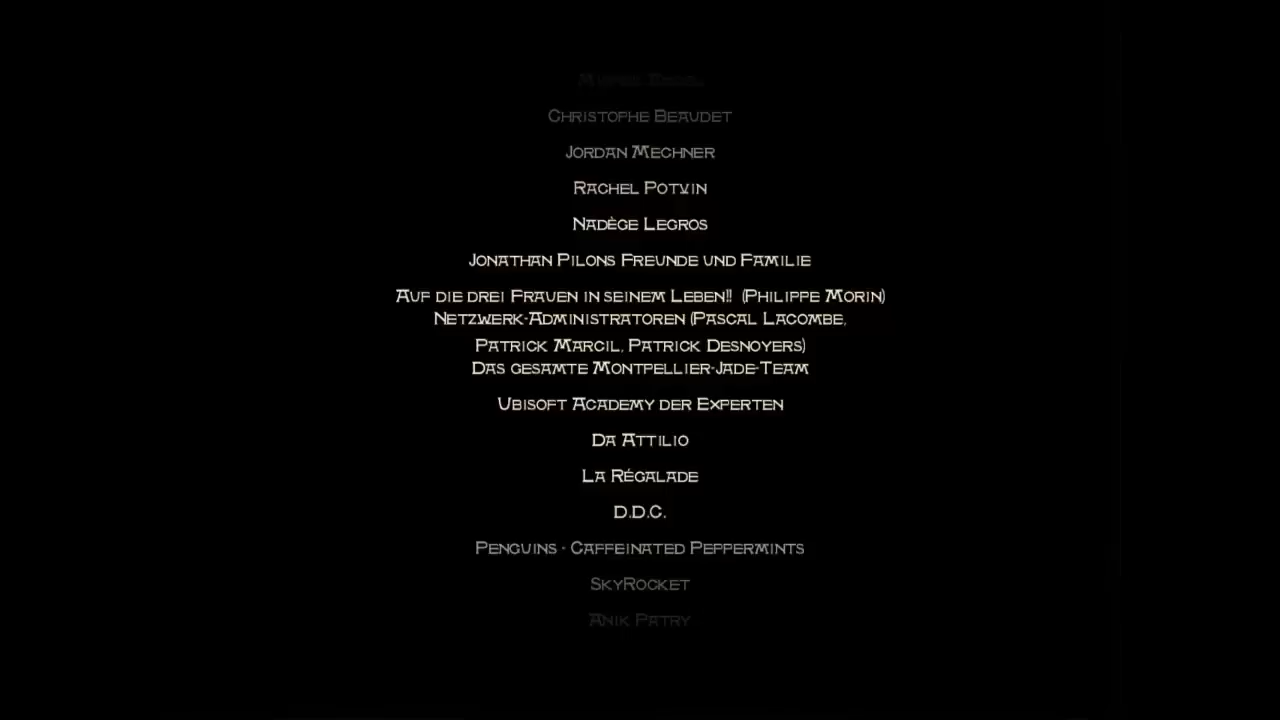 Christophe Beaudet
Jordan Mechner
Rachel Potvin
Nadège Legros
Jonathan Pilons Freunde und Familie
Auf die drei Frauen in seinem Leben!! (Philippe Morin)
Netzwerk-Administratoren (Pascal Lacombe,
Patrick Marcil, Patrick Desnoyers)
Das gesamte Montpellier-Jade-Team
Ubisoft Academy der Experten
Da Attilio
La Régalade
D.D.C.
Penguins - Caffeinated Peppermints
SkyRocket
Anik Patry